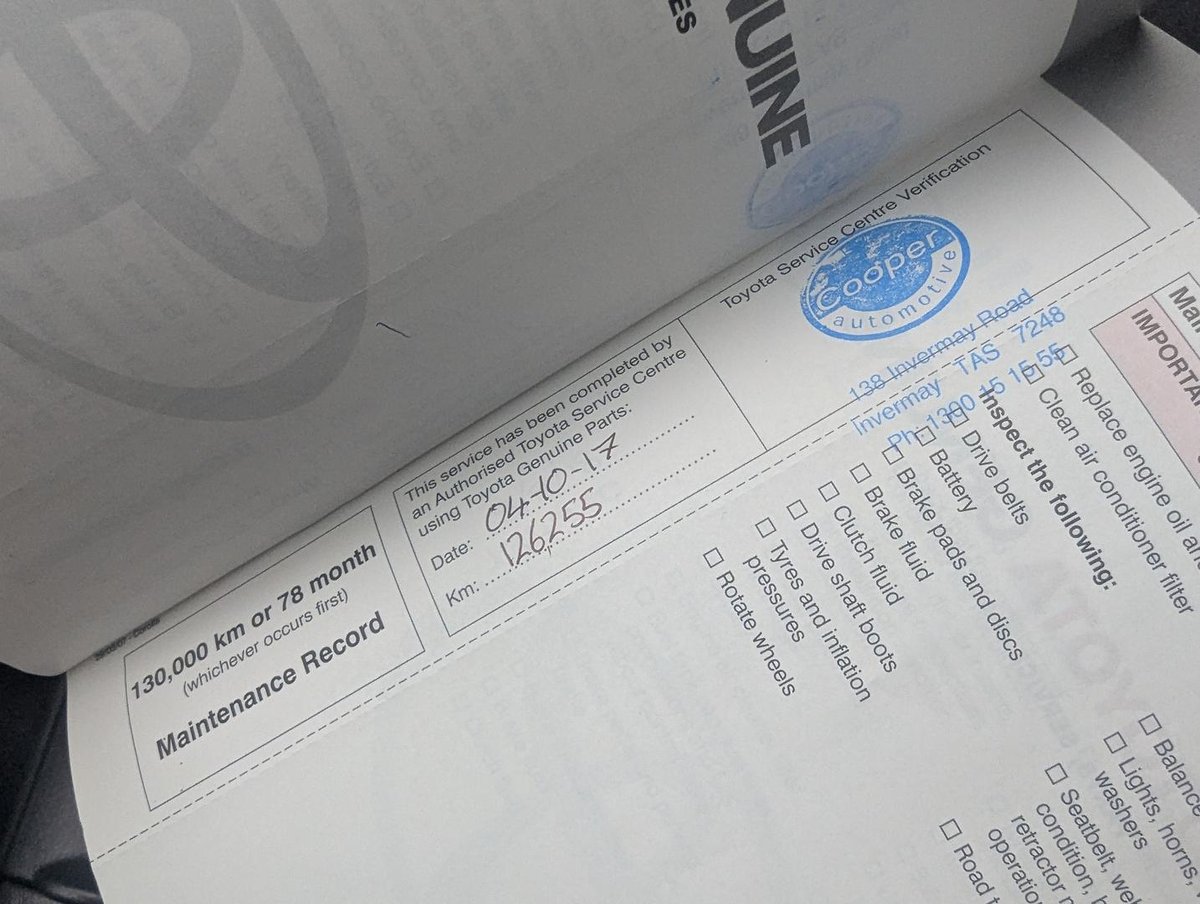 NUINE
ES
Toyota Service Centre Verification
Cooper
automotive
138 Invermay Road
Invermay TAS 7248
Ph: 1300 15 15 55
This service has been completed by
an Authorised Toyota Service Centre
using Toyota Genuine Parts:
Date: 04-10-17
Km: 126255
130,000 km or 78 month
(whichever occurs first)
Maintenance Record
IMPORTA
Replace engine oil
Clean air conditioner filter
Inspect the following:
Drive belts
Battery
Brake pads and discs
Brake fluid
Clutch fluid
Drive shaft boots
Tyres and inflation
pressures
Rotate wheels
Balance
Lights, horns,
washers
Seatbelt,
condition,
retractor
operatio
Road